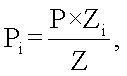 Pᵢ = P×Zᵢ / Z ,